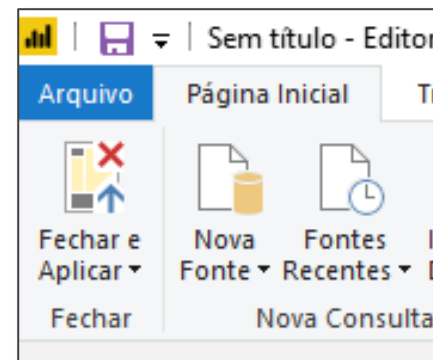 Sem título - Editor
Arquivo Página Inicial
Fechar e Aplicar
Nova Fonte
Fontes Recentes
Fechar
Nova Consulta